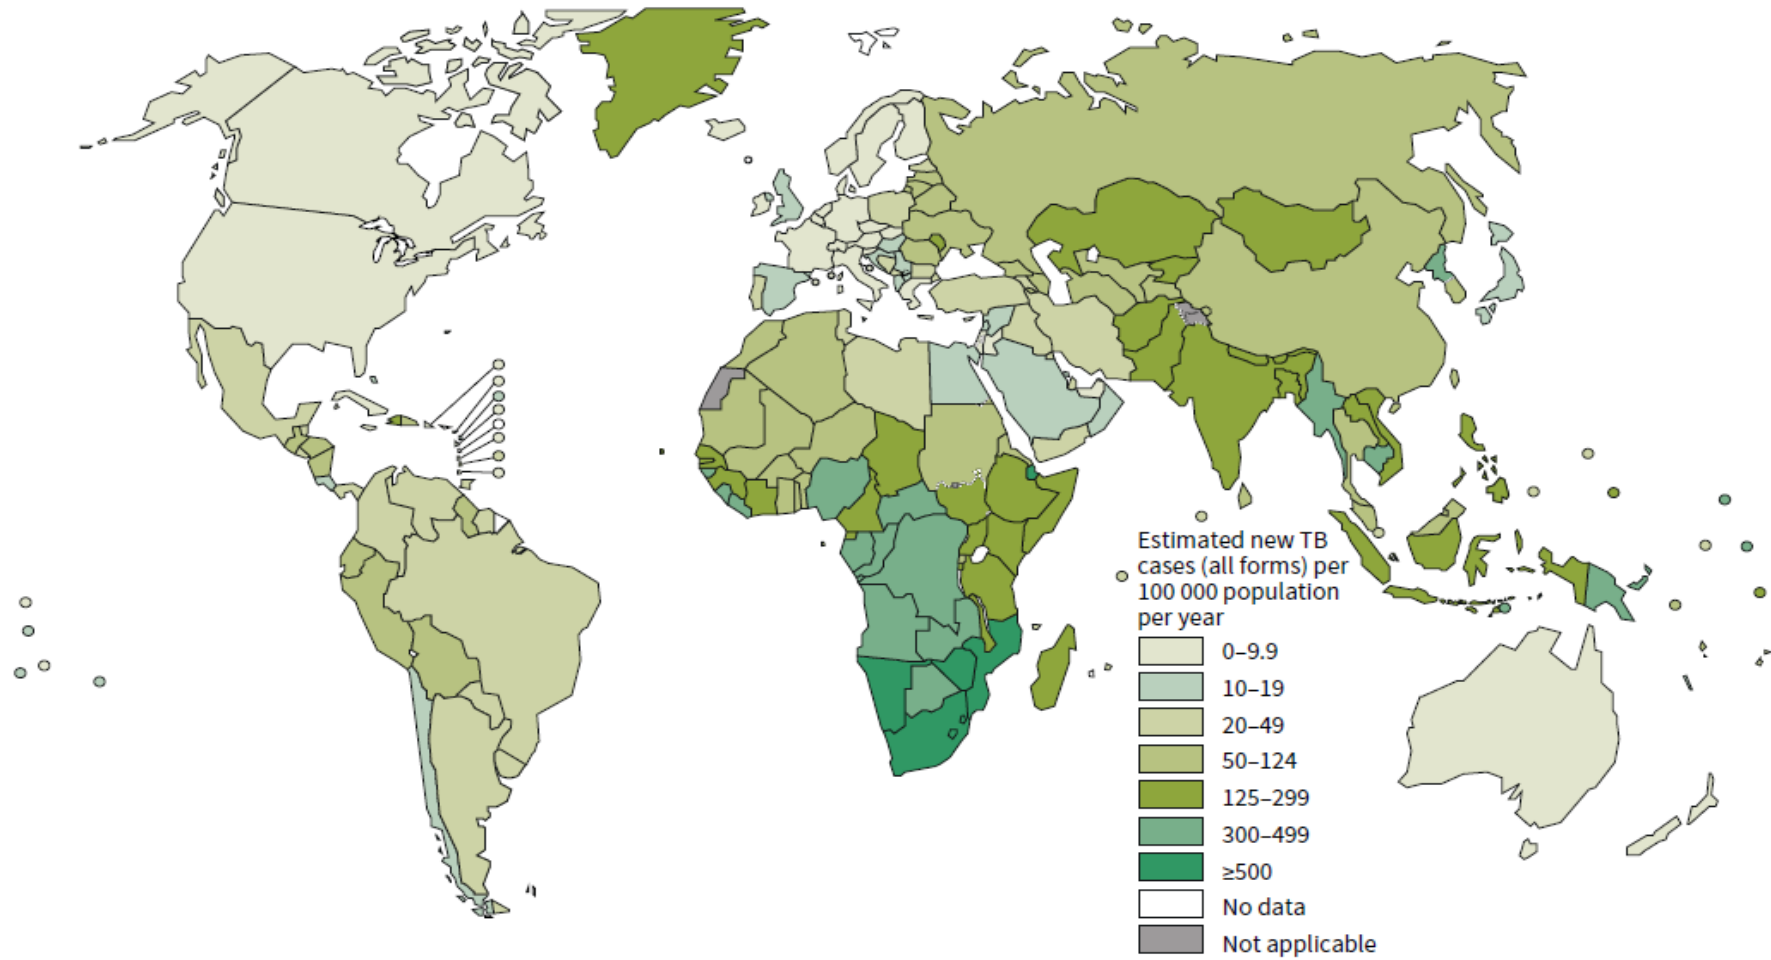 Estimated new TB
cases (all forms) per
100 000 population
per year
0–9.9
10–19
20–49
50–124
125–299
300–499
≥500
No data
Not applicable